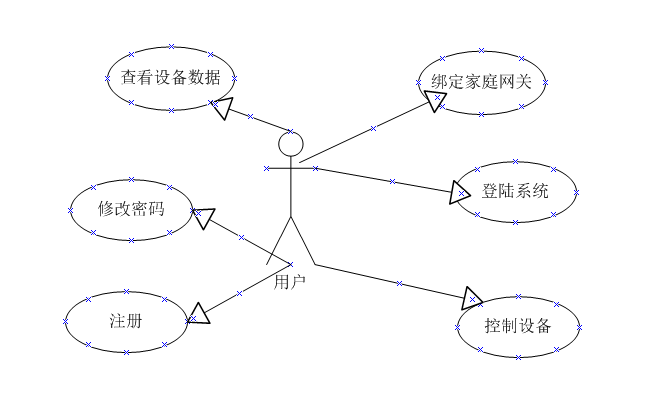 查看设备数据
绑定家庭网关
修改密码
登陆系统
用户
注册
控制设备